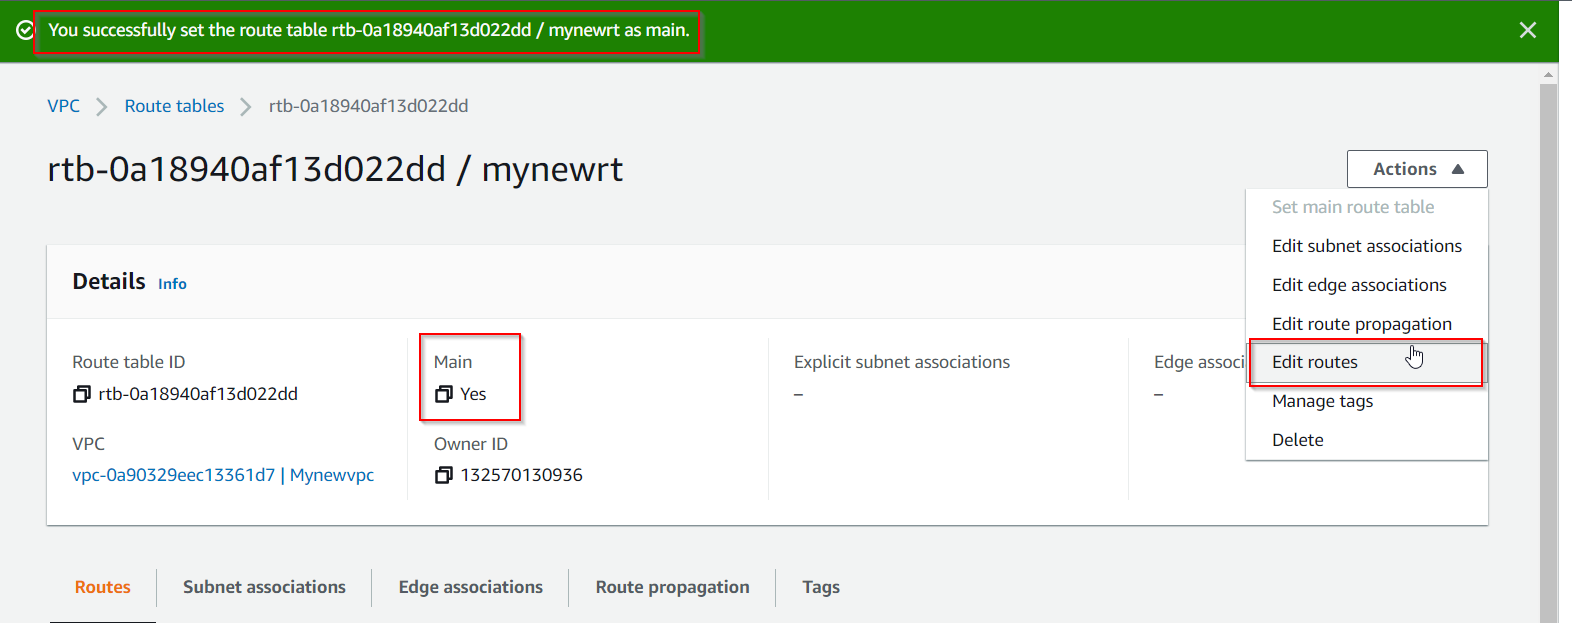 You successfully set the route table rtb-0a18940af13d022dd / mynewrt as main.
VPC > Route tables > rtb-0a18940af13d022dd
rtb-0a18940af13d022dd / mynewrt
Actions
Set main route table
Edit subnet associations
Edit edge associations
Edit route propagation
Edit routes
Manage tags
Delete
Details Info
Route table ID
rtb-0a18940af13d022dd
Main
Yes
Explicit subnet associations
–
Edge associ
–
VPC
vpc-0a90329eec13361d7 | Mynewvpc
Owner ID
132570130936
Routes
Subnet associations
Edge associations
Route propagation
Tags